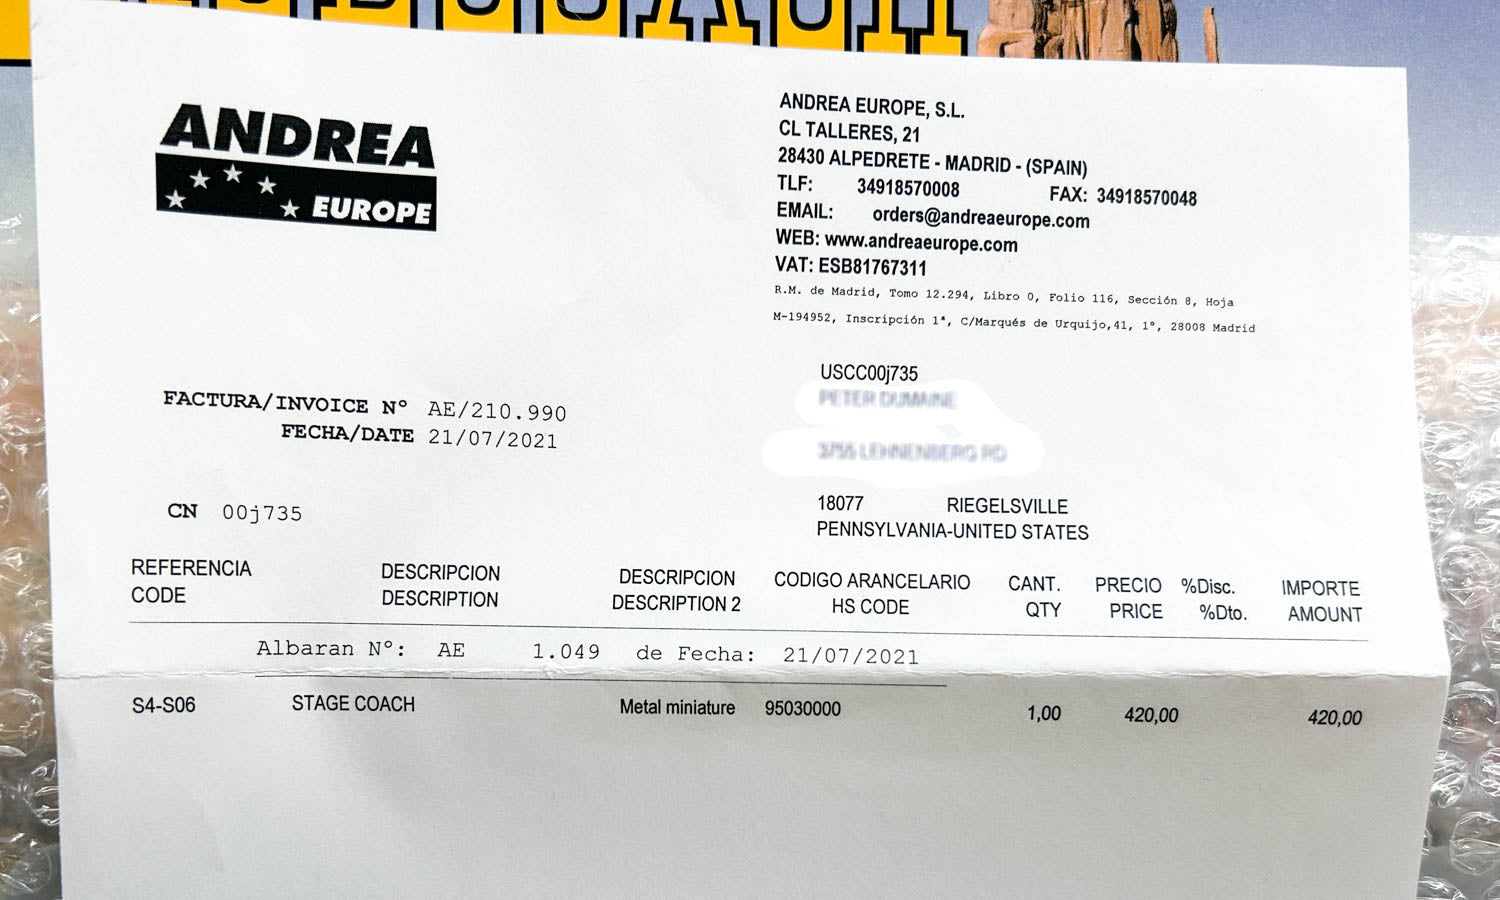 ANDREA
EUROPE
ANDREA EUROPE, S.L.
CL TALLERES, 21
28430 ALPEDRETE - MADRID - (SPAIN)
TLF: 34918570008 FAX: 34918570048
EMAIL: orders@andreaeurope.com
WEB: www.andreaeurope.com
VAT: ESB81767311
R.M. de Madrid, Tomo 12.294, Libro 0, Folio 116, Sección 8, Hoja
M-194952, Inscripción 1ª, C/Marqués de Urquijo,41, 1º, 28008 Madrid
FACTURA/INVOICE Nº AE/210.990
FECHA/DATE 21/07/2021
CN 00j735
USCC00j735
18077 RIEGELSVILLE
PENNSYLVANIA-UNITED STATES
REFERENCIA DESCRIPCION DESCRIPCION CODIGO ARANCELARIO CANT. PRECIO %Disc. IMPORTE
CODE DESCRIPTION DESCRIPTION 2 HS CODE QTY PRICE %Dto. AMOUNT
Albaran Nº: AE 1.049 de Fecha: 21/07/2021
S4-S06 STAGE COACH Metal miniature 95030000 1,00 420,00 420,00